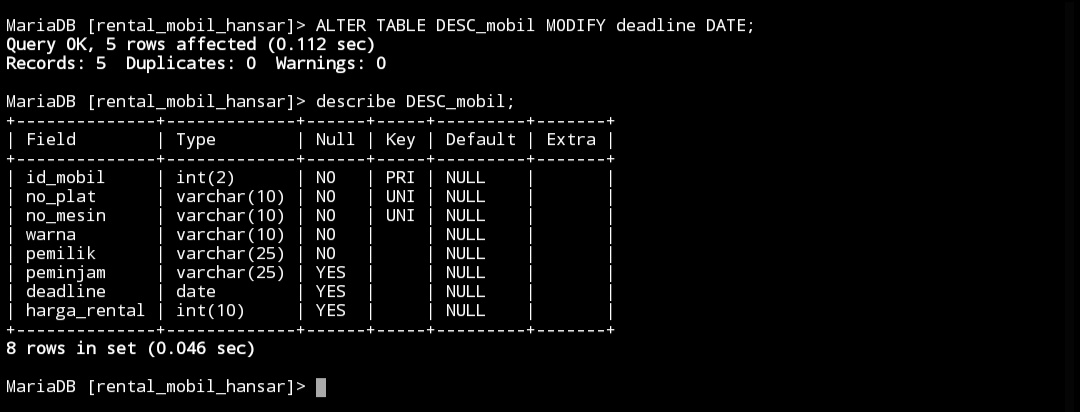 MariaDB [rental_mobil_hansar]> ALTER TABLE DESC_mobil MODIFY deadline DATE;
Query OK, 5 rows affected (0.112 sec)
Records: 5  Duplicates: 0  Warnings: 0

MariaDB [rental_mobil_hansar]> describe DESC_mobil;
+--------------+-------------+------+-----+---------+-------+
| Field        | Type        | Null | Key | Default | Extra |
+--------------+-------------+------+-----+---------+-------+
| id_mobil     | int(2)      | NO   | PRI | NULL    |       |
| no_plat      | varchar(10) | NO   | UNI | NULL    |       |
| no_mesin     | varchar(10) | NO   | UNI | NULL    |       |
| warna        | varchar(10) | NO   |     | NULL    |       |
| pemilik      | varchar(25) | NO   |     | NULL    |       |
| peminjam     | varchar(25) | YES  |     | NULL    |       |
| deadline     | date        | YES  |     | NULL    |       |
| harga_rental | int(10)     | YES  |     | NULL    |       |
+--------------+-------------+------+-----+---------+-------+
8 rows in set (0.046 sec)

MariaDB [rental_mobil_hansar]>